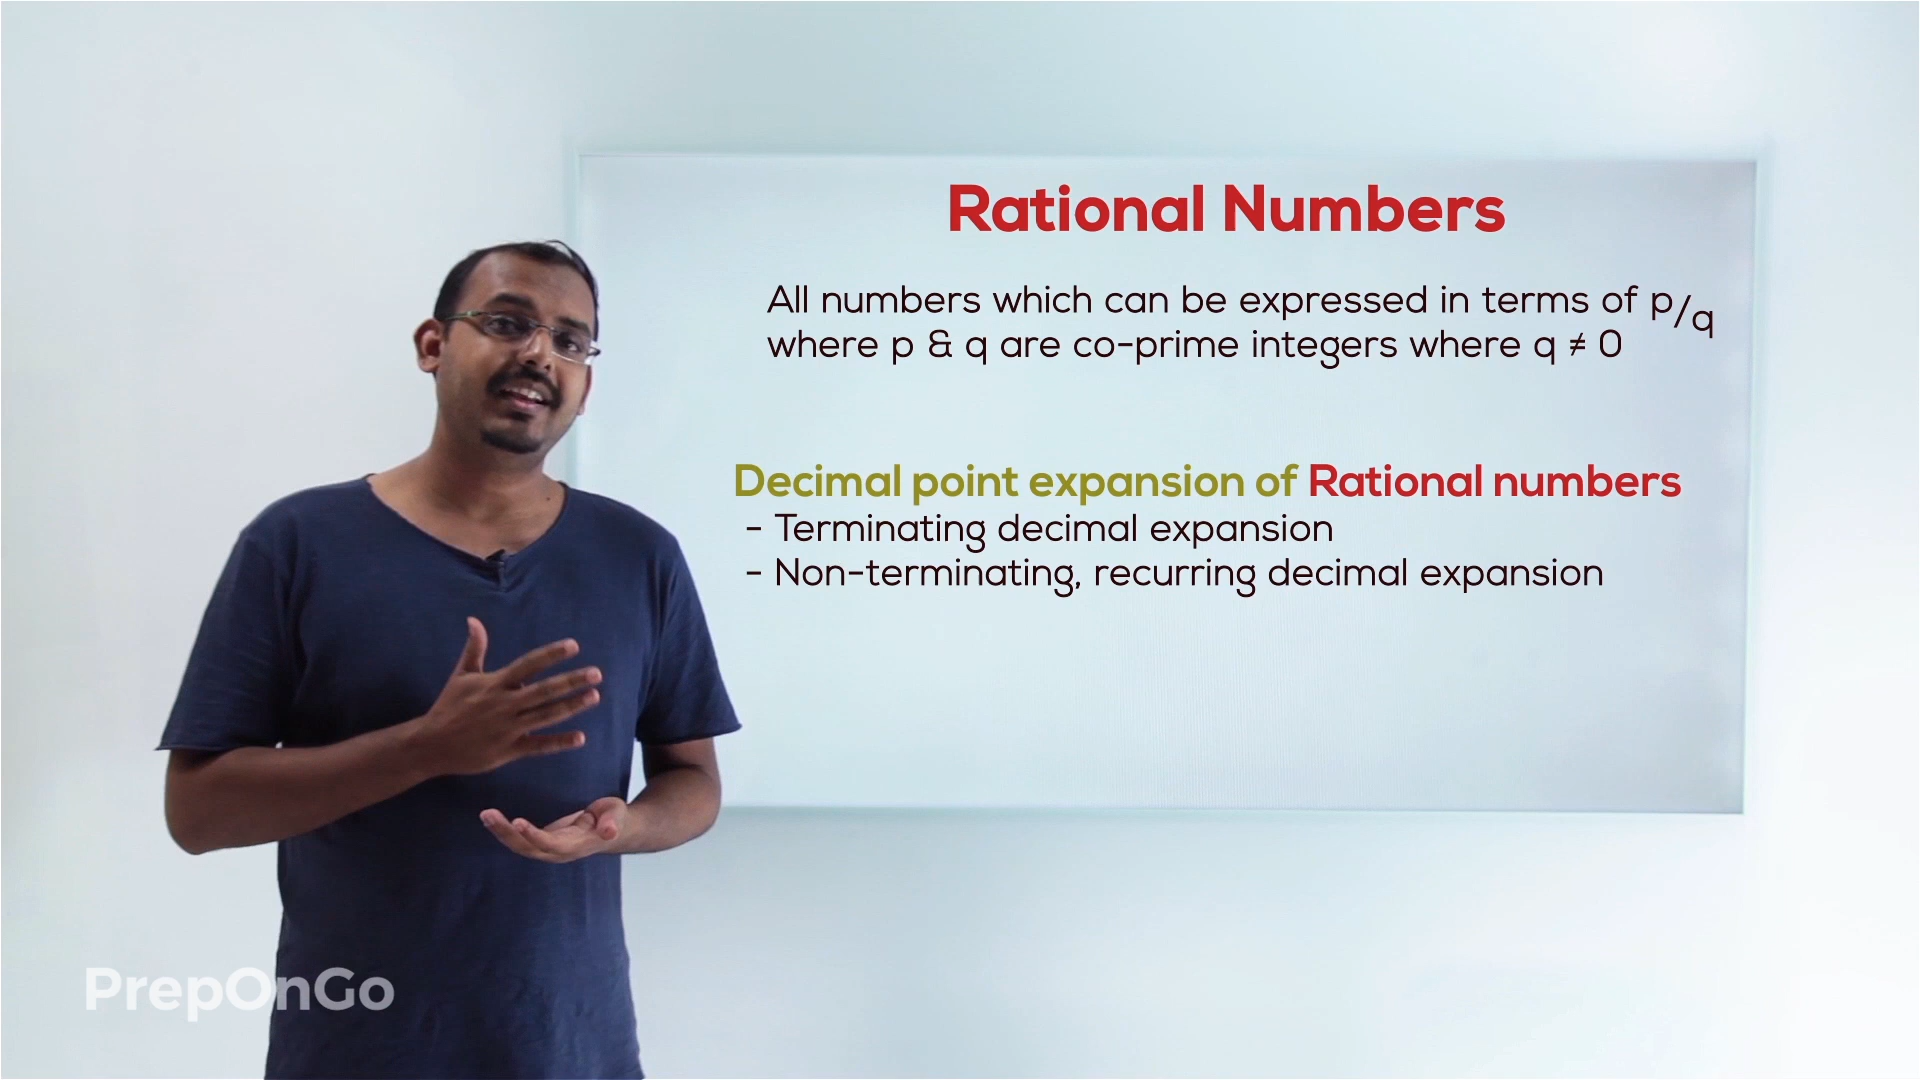 Rational Numbers
All numbers which can be expressed in terms of p/q
where p & q are co-prime integers where q ≠ 0
Decimal point expansion of Rational numbers
- Terminating decimal expansion
- Non-terminating, recurring decimal expansion
PrepOnGo